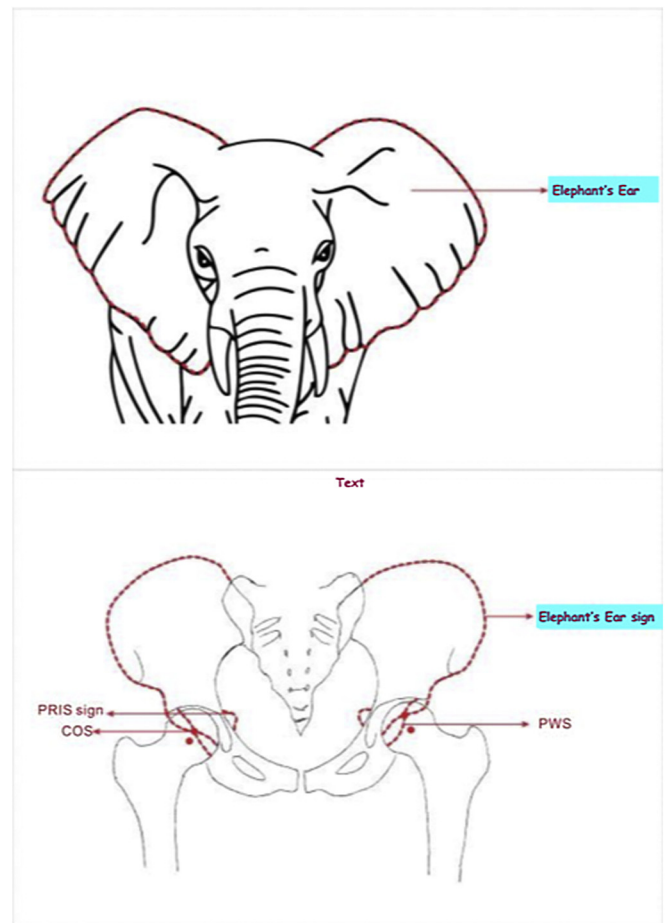 Elephant's Ear
Text
Elephant's Ear sign
PRIS sign
COS
PWS